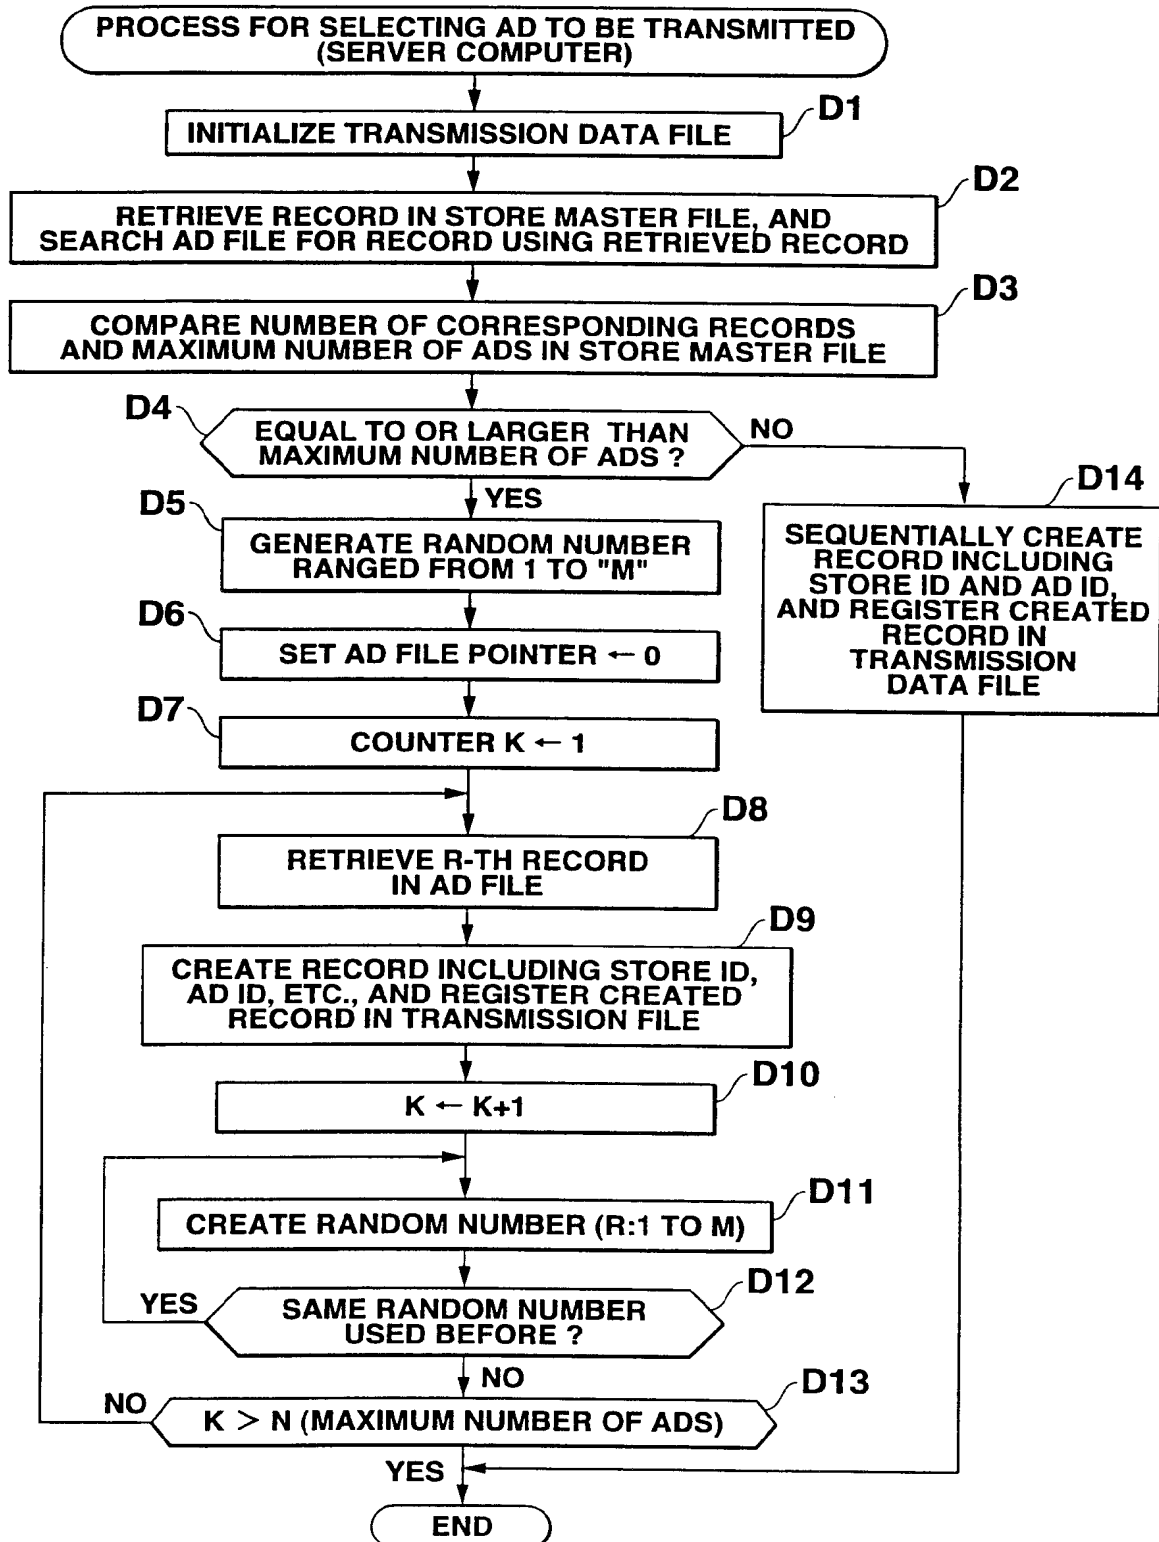 PROCESS FOR SELECTING AD TO BE TRANSMITTED
(SERVER COMPUTER)
D1
INITIALIZE TRANSMISSION DATA FILE
D2
RETRIEVE RECORD IN STORE MASTER FILE, AND
SEARCH AD FILE FOR RECORD USING RETRIEVED RECORD
D3
COMPARE NUMBER OF CORRESPONDING RECORDS
AND MAXIMUM NUMBER OF ADS IN STORE MASTER FILE
D4
EQUAL TO OR LARGER THAN
MAXIMUM NUMBER OF ADS ?
NO
YES
D14
SEQUENTIALLY CREATE
RECORD INCLUDING
STORE ID AND AD ID,
AND REGISTER CREATED
RECORD IN
TRANSMISSION
DATA FILE
D5
GENERATE RANDOM NUMBER
RANGED FROM 1 TO "M"
D6
SET AD FILE POINTER ← 0
D7
COUNTER K ← 1
D8
RETRIEVE R-TH RECORD
IN AD FILE
D9
CREATE RECORD INCLUDING STORE ID,
AD ID, ETC., AND REGISTER CREATED
RECORD IN TRANSMISSION FILE
D10
K ← K+1
D11
CREATE RANDOM NUMBER (R:1 TO M)
D12
YES
SAME RANDOM NUMBER
USED BEFORE ?
NO
D13
NO
K > N (MAXIMUM NUMBER OF ADS)
YES
END